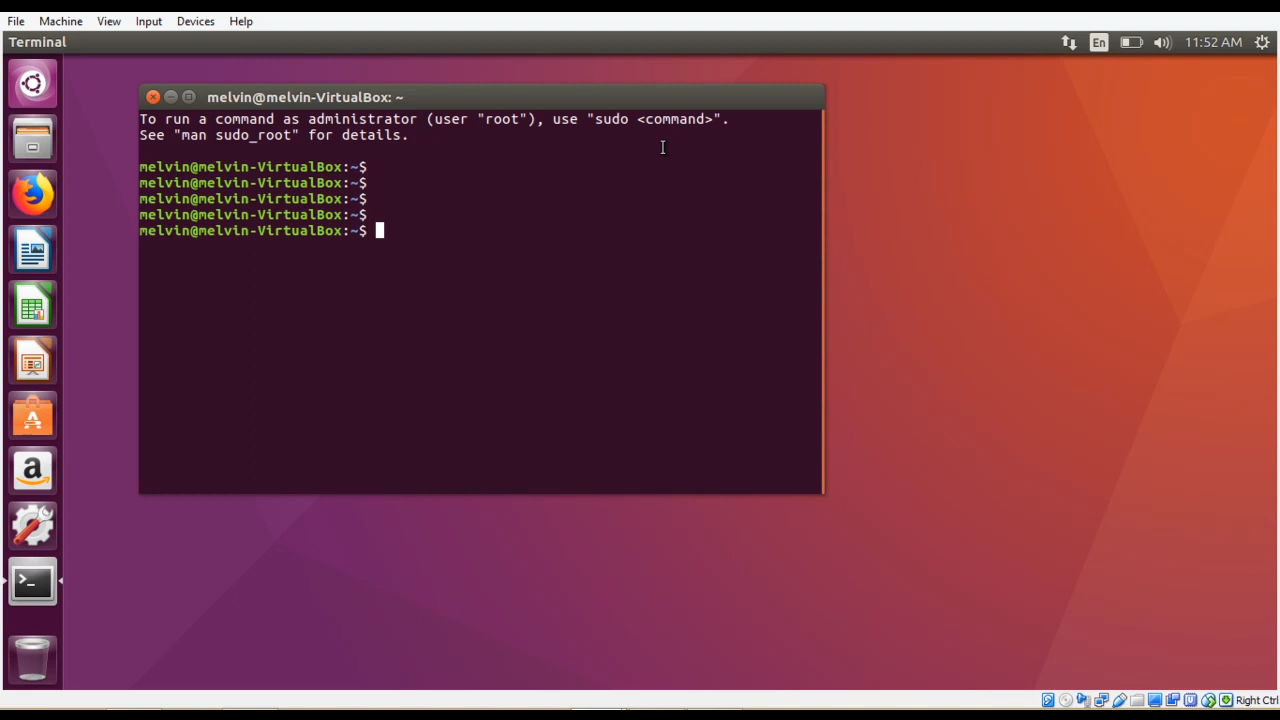 File Machine View Input Devices Help
Terminal En 11:52 AM
melvin@melvin-VirtualBox: ~
To run a command as administrator (user "root"), use "sudo <command>".
See "man sudo_root" for details.
melvin@melvin-VirtualBox:~$
melvin@melvin-VirtualBox:~$
melvin@melvin-VirtualBox:~$
melvin@melvin-VirtualBox:~$
melvin@melvin-VirtualBox:~$
Right Ctrl